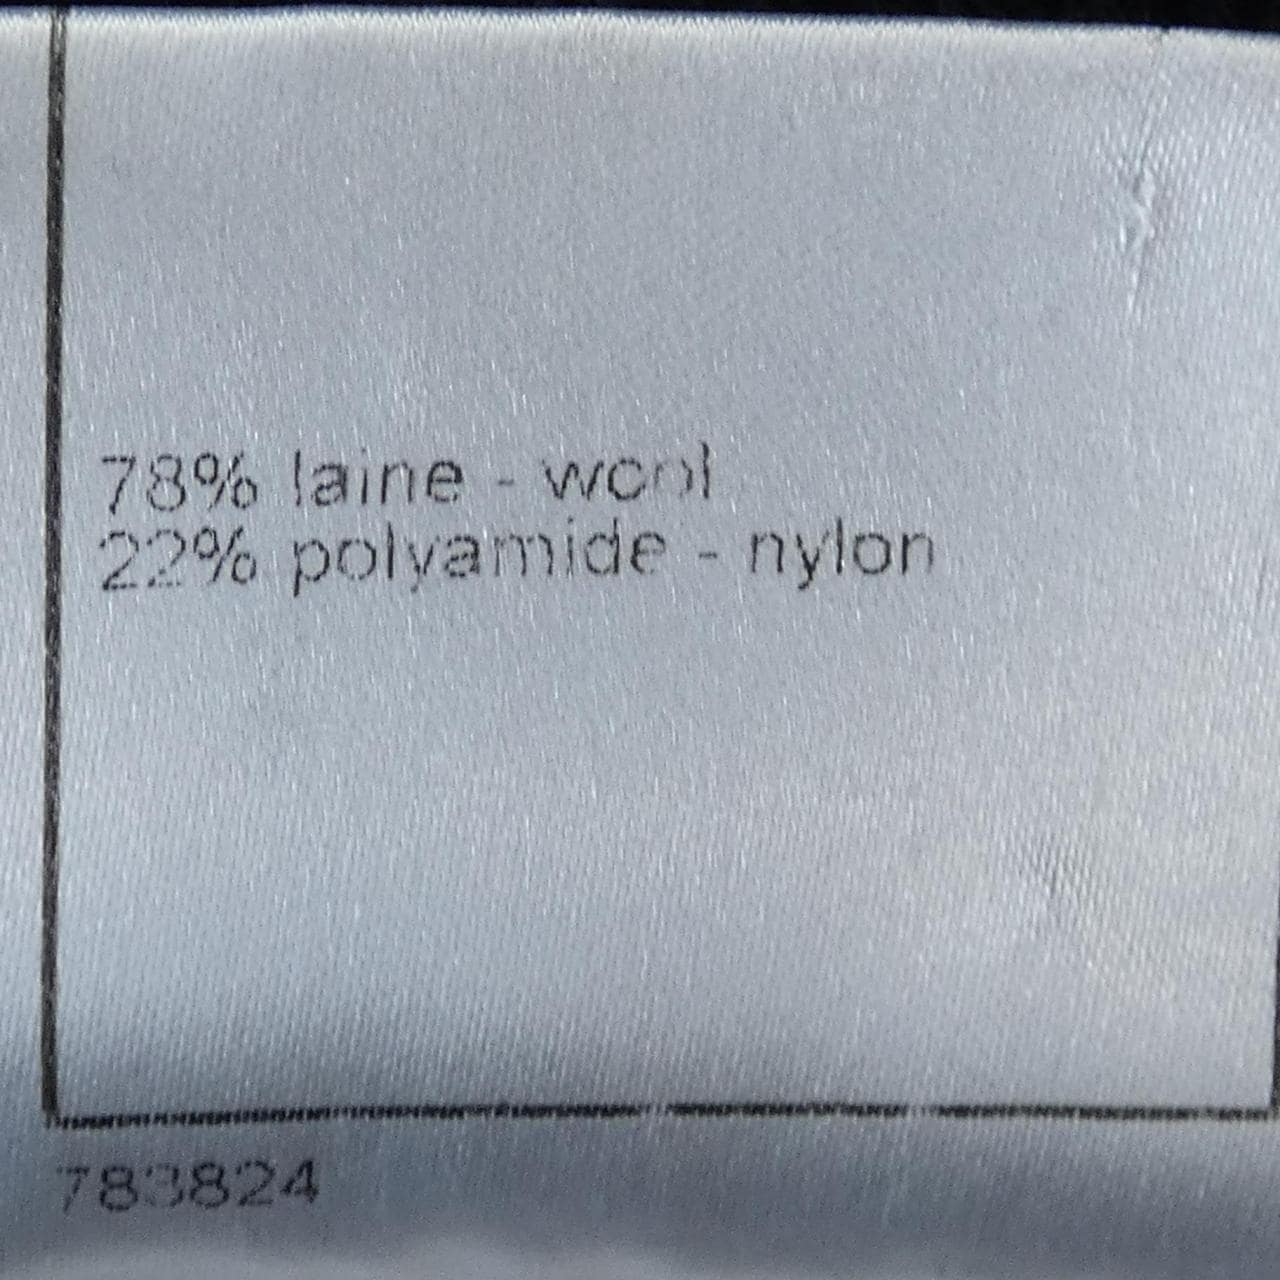 78% laine - wool
22% polyamide - nylon
783824